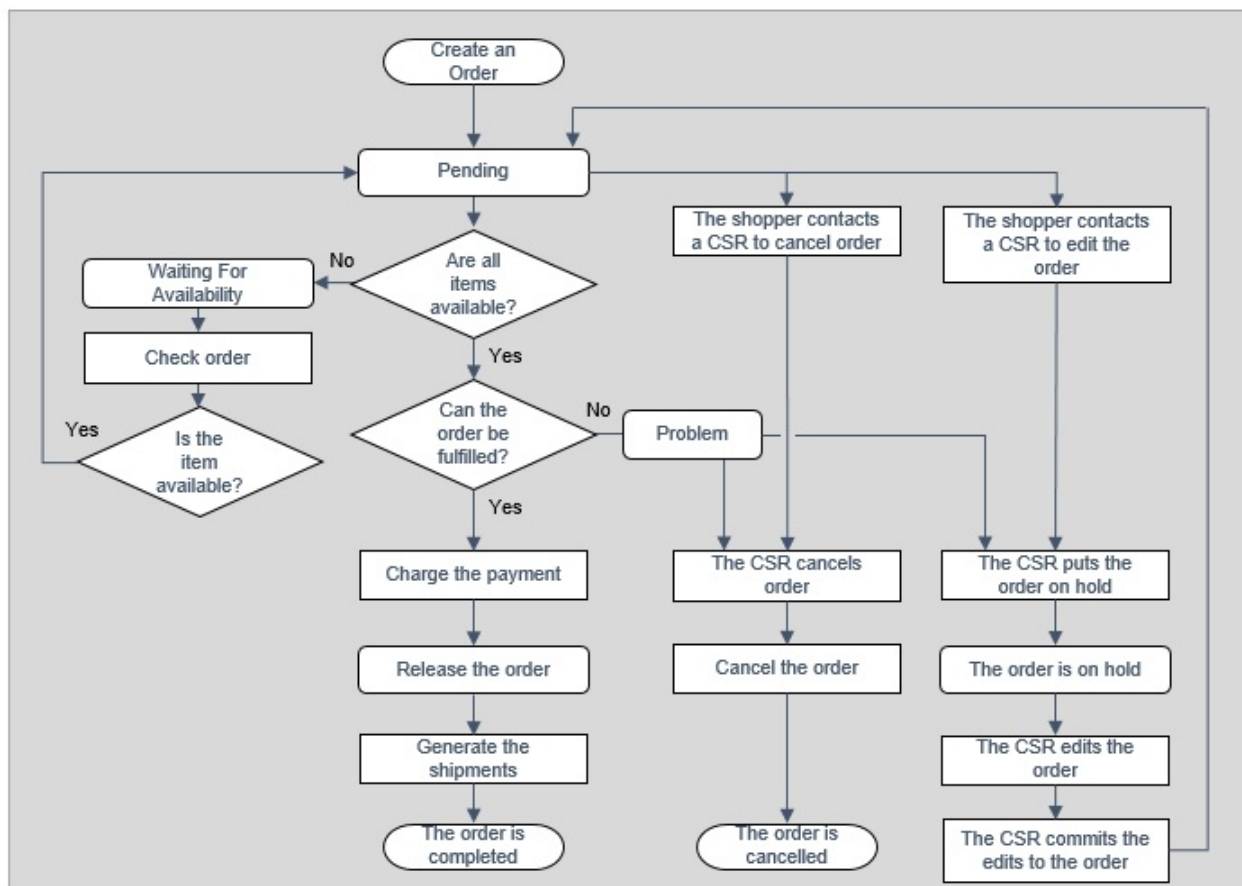 Create an
Order
Pending
The shopper contacts
a CSR to cancel order
The shopper contacts
a CSR to edit the
order
Are all
items
available?
No
Waiting For
Availability
Check order
Yes
Is the
item
available?
Yes
Can the
order be
fulfilled?
No
Problem
Yes
Charge the payment
The CSR cancels
order
The CSR puts the
order on hold
Release the order
Cancel the order
The order is on hold
Generate the
shipments
The CSR edits the
order
The order is
completed
The order is
cancelled
The CSR commits the
edits to the order